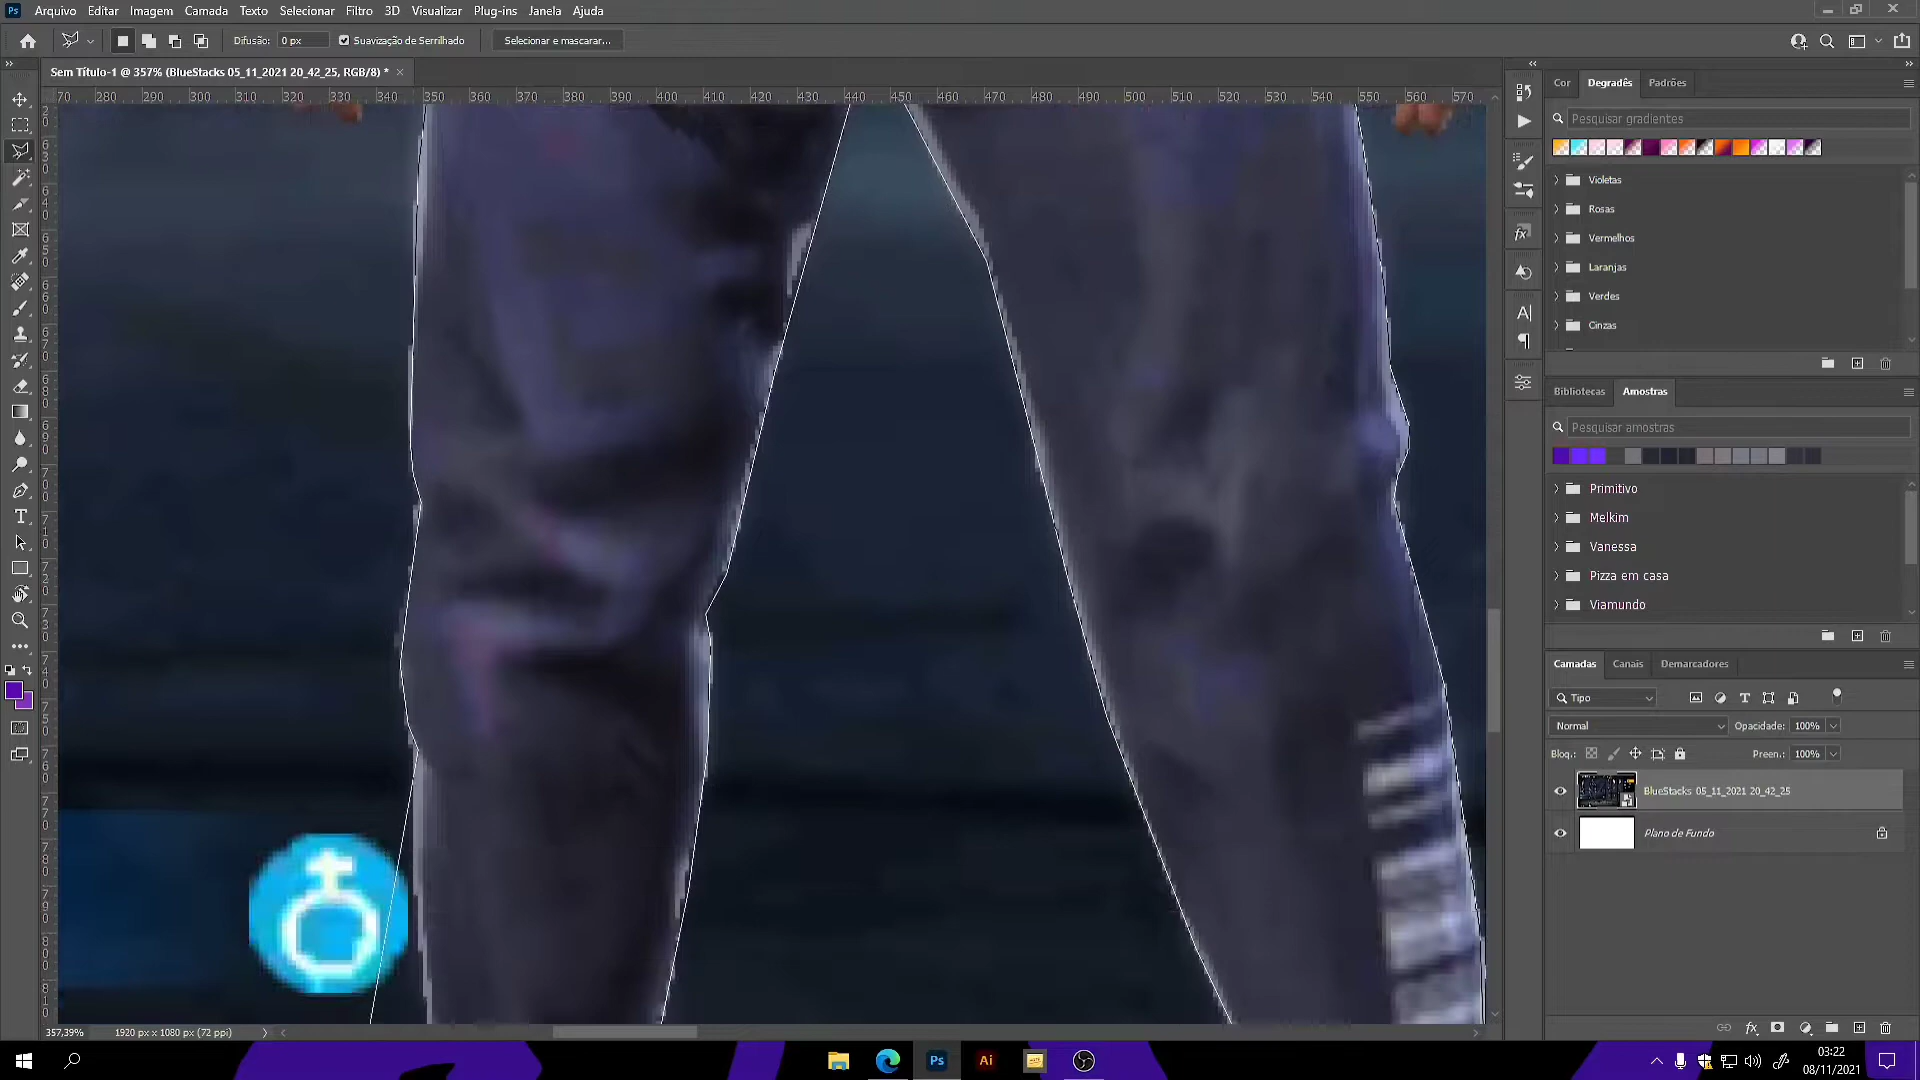 Ps Arquivo Editar Imagem Camada Texto Selecionar Filtro 3D Visualizar Plug-ins Janela Ajuda
Difusão: 0 px Suavização de Serrilhado Selecionar e mascarar...
Sem Título-1 @ 357% (BlueStacks 05_11_2021 20_42_25, RGB/8) * ×
70 280 290 300 310 320 330 340 350 360 370 380 390 400 410 420 430 440 450 460 470 480 490 500 510 520 530 540 550 560 570
Cor Degradês Padrões
Pesquisar gradientes
Violetas
Rosas
Vermelhos
Laranjas
Verdes
Cinzas
Bibliotecas Amostras
Pesquisar amostras
Primitivo
Melkim
Vanessa
Pizza em casa
Viamundo
Camadas Canais Demarcadores
Tipo
Normal Opacidade: 100%
Bloq.: Preen.: 100%
BlueStacks 05_11_2021 20_42_25
Plano de Fundo
357,39% 1920 px x 1080 px (72 ppi)
Ps Ai
03:22
08/11/2021